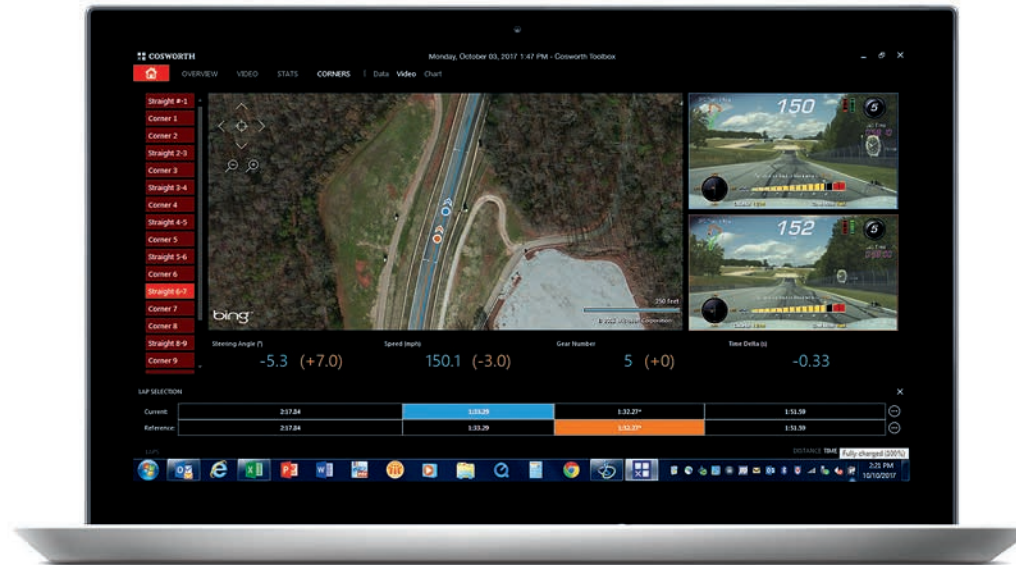 COSWORTH
Monday, October 03, 2017 1:47 PM - Cosworth Toolbox
OVERVIEW VIDEO STATS CORNERS | Data Video Chart
Straight #-1
Corner 1
Corner 2
Straight 2-3
Corner 3
Straight 3-4
Corner 4
Straight 4-5
Corner 5
Straight 5-6
Corner 6
Straight 6-7
Corner 7
Corner 8
Straight 8-9
Corner 9
bing
250 Feet
150
5
152
5
Steering Angle (°) Speed (mph) Gear Number Time Delta (s)
-5.3 (+7.0) 150.1 (-3.0) 5 (+0) -0.33
LAP SELECTION
Current: 2:17.84 1:33.29 1:32.27* 1:51.59
Reference: 2:17.84 1:33.29 1:32.27* 1:51.59
LAPS
DISTANCE TIME Fully charged (100%)
2:21 PM
10/10/2017